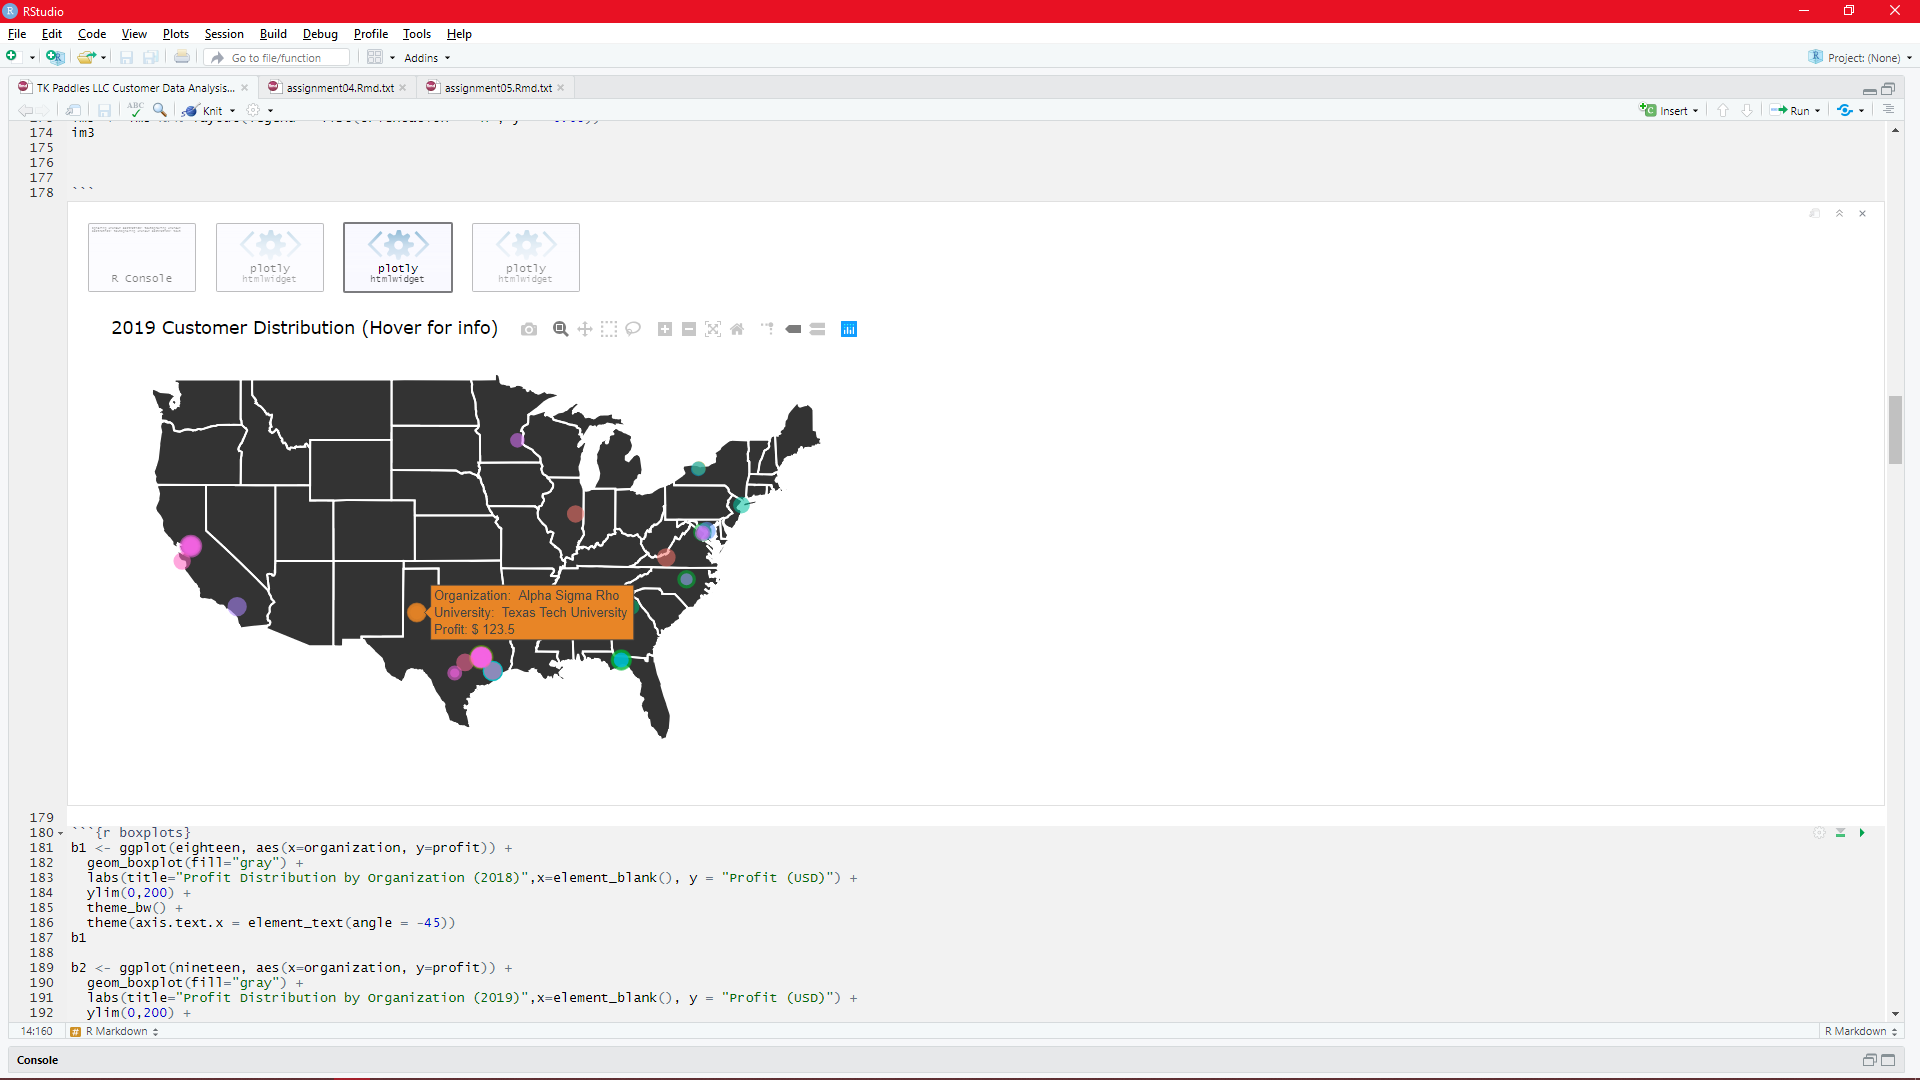 RStudio
File Edit Code View Plots Session Build Debug Profile Tools Help
Go to file/function Addins Project: (None)
TK Paddles LLC Customer Data Analysis... assignment04.Rmd.txt assignment05.Rmd.txt
ABC Knit Insert Run
174 im3
175
176
177
178 ```
R Console
plotly
htmlwidget
plotly
htmlwidget
plotly
htmlwidget
2019 Customer Distribution (Hover for info)
Organization: Alpha Sigma Rho
University: Texas Tech University
Profit: $ 123.5
179
180 ```{r boxplots}
181 b1 <- ggplot(eighteen, aes(x=organization, y=profit)) +
182 geom_boxplot(fill="gray") +
183 labs(title="Profit Distribution by Organization (2018)",x=element_blank(), y = "Profit (USD)") +
184 ylim(0,200) +
185 theme_bw() +
186 theme(axis.text.x = element_text(angle = -45))
187 b1
188
189 b2 <- ggplot(nineteen, aes(x=organization, y=profit)) +
190 geom_boxplot(fill="gray") +
191 labs(title="Profit Distribution by Organization (2019)",x=element_blank(), y = "Profit (USD)") +
192 ylim(0,200) +
14:160 # R Markdown R Markdown
Console